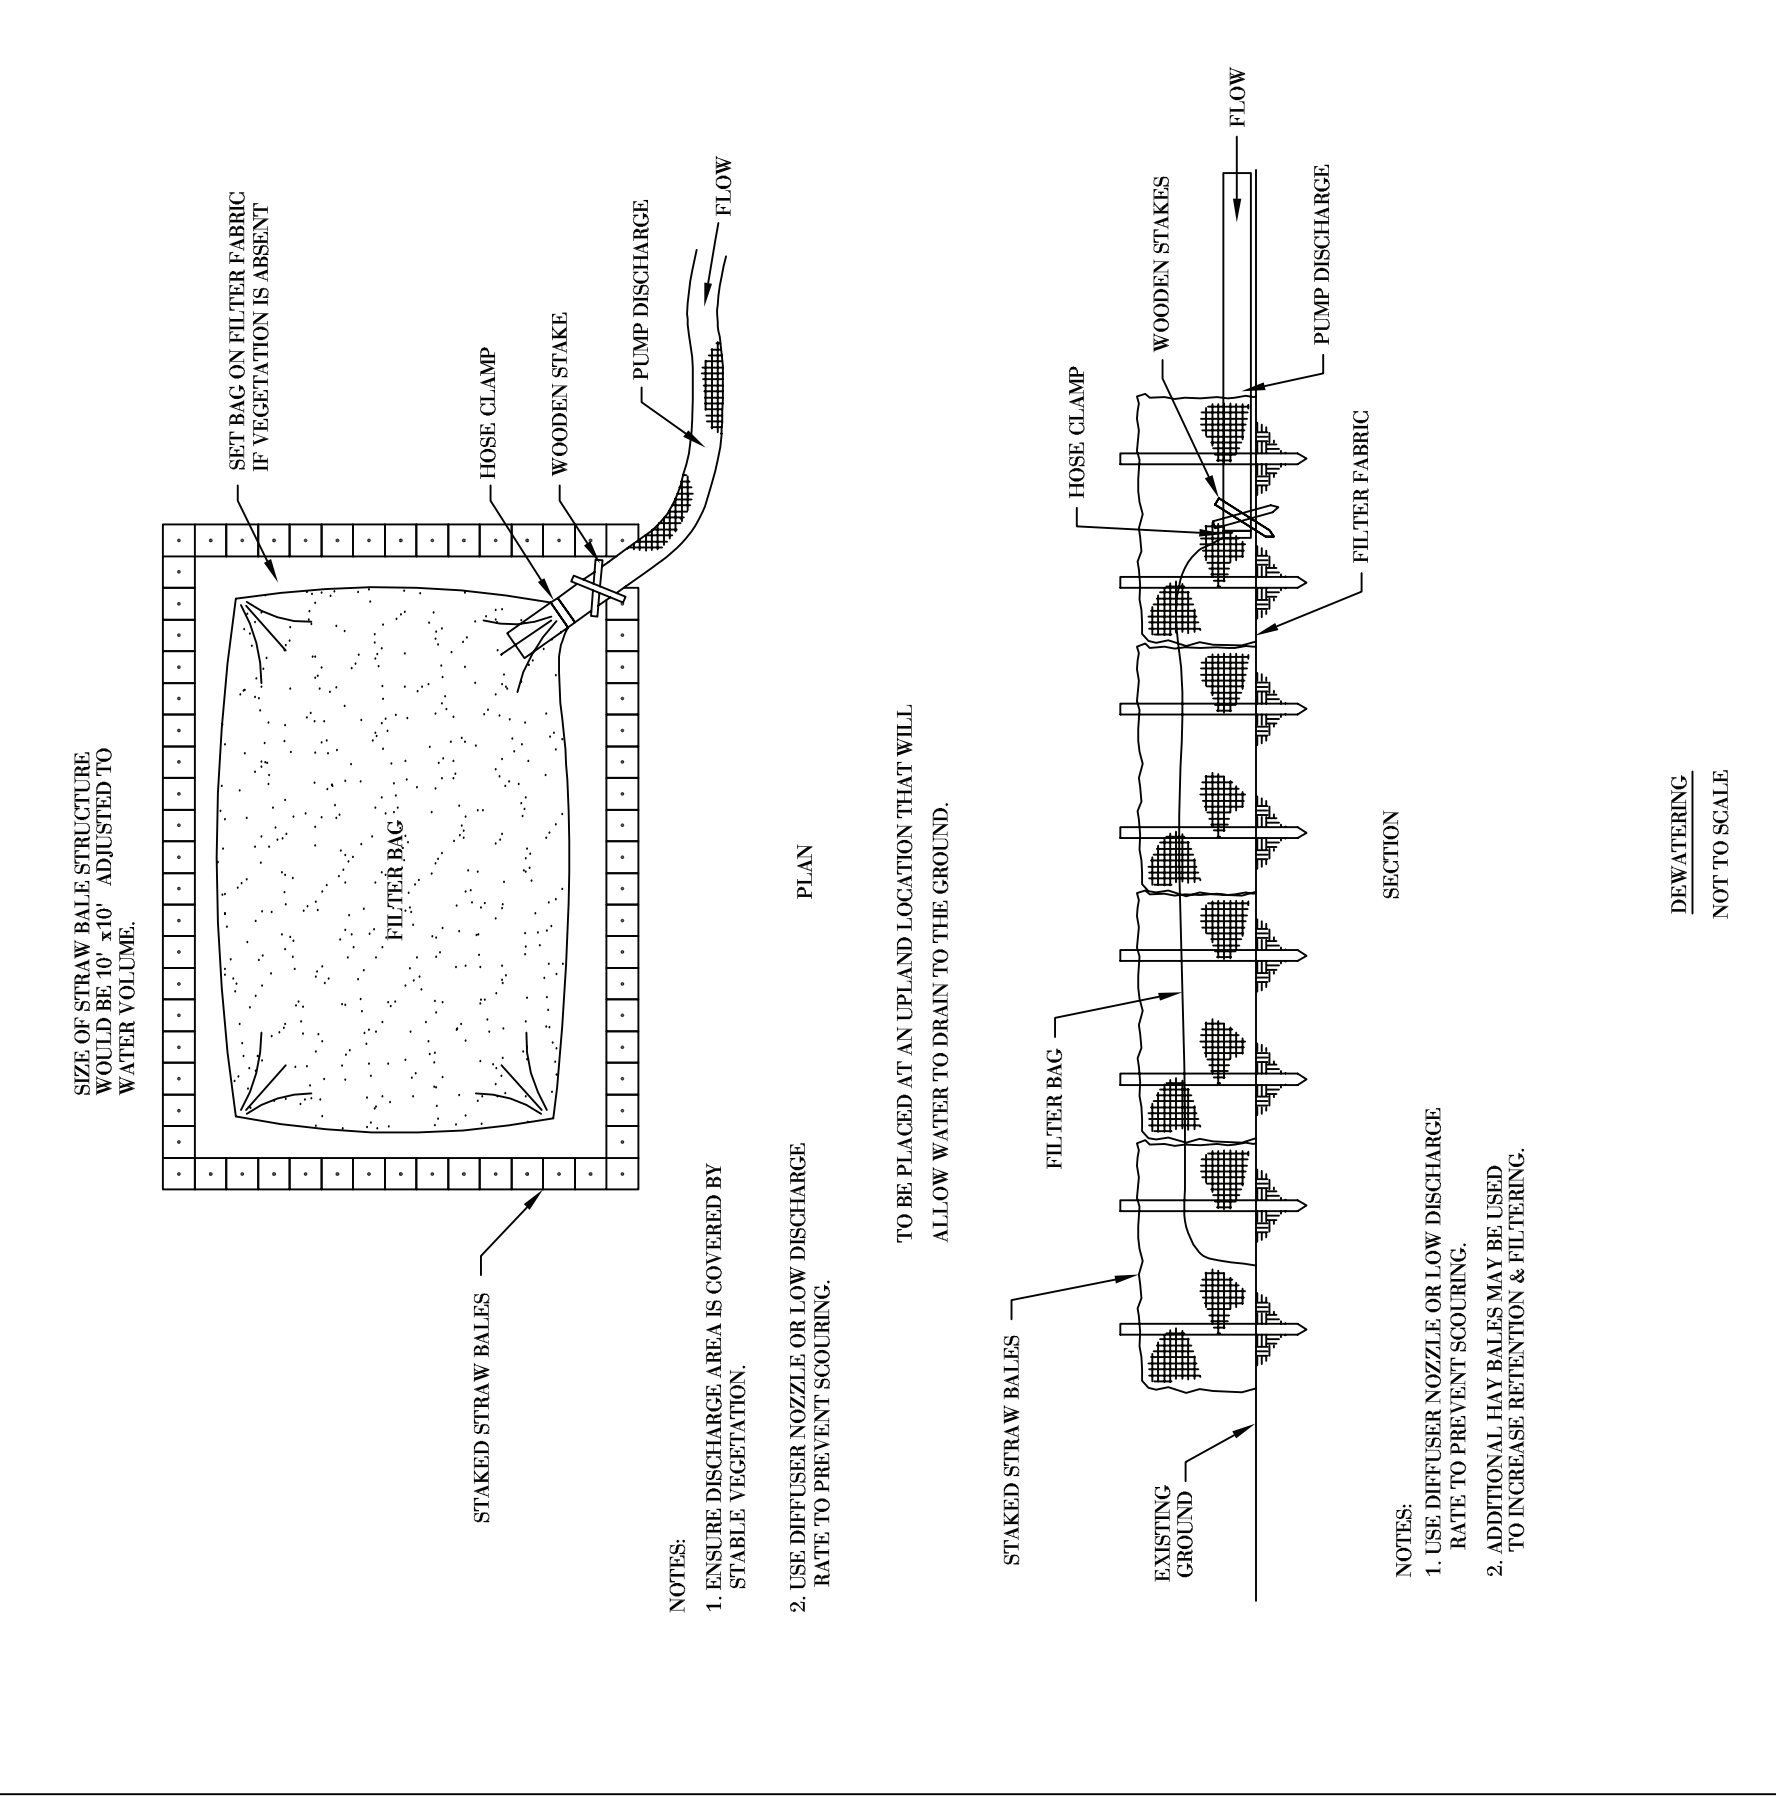 SIZE OF STRAW BALE STRUCTURE
WOULD BE 10' x10' ADJUSTED TO
WATER VOLUME.
SET BAG ON FILTER FABRIC
IF VEGETATION IS ABSENT
FILTER BAG
HOSE CLAMP
STAKED STRAW BALES
WOODEN STAKE
PUMP DISCHARGE
FLOW
NOTES:
1. ENSURE DISCHARGE AREA IS COVERED BY
STABLE VEGETATION.
2. USE DIFFUSER NOZZLE OR LOW DISCHARGE
RATE TO PREVENT SCOURING.
PLAN
TO BE PLACED AT AN UPLAND LOCATION THAT WILL
ALLOW WATER TO DRAIN TO THE GROUND.
STAKED STRAW BALES
FILTER BAG
HOSE CLAMP
WOODEN STAKES
FLOW
EXISTING
GROUND
PUMP DISCHARGE
FILTER FABRIC
SECTION
NOTES:
1. USE DIFFUSER NOZZLE OR LOW DISCHARGE
RATE TO PREVENT SCOURING.
2. ADDITIONAL HAY BALES MAY BE USED
TO INCREASE RETENTION & FILTERING.
DEWATERING
NOT TO SCALE